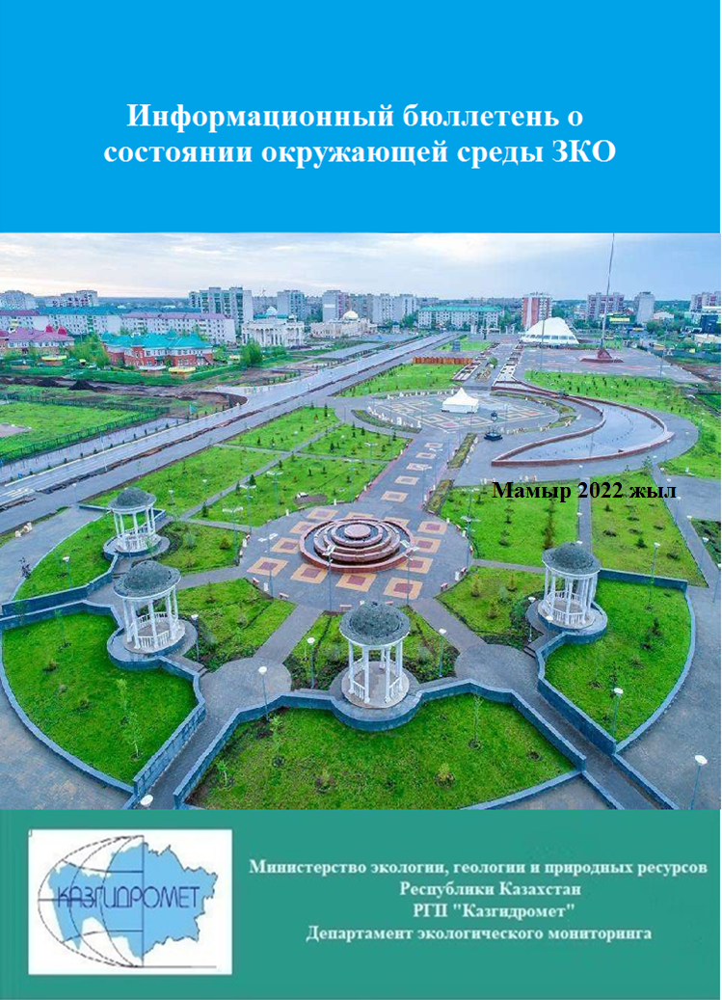 Информационный бюллетень о
состоянии окружающей среды ЗКО
Мамыр 2022 жыл
КАЗГИДРОМЕТ
Министерство экологии, геологии и природных ресурсов
Республики Казахстан
РГП "Казгидромет"
Департамент экологического мониторинга